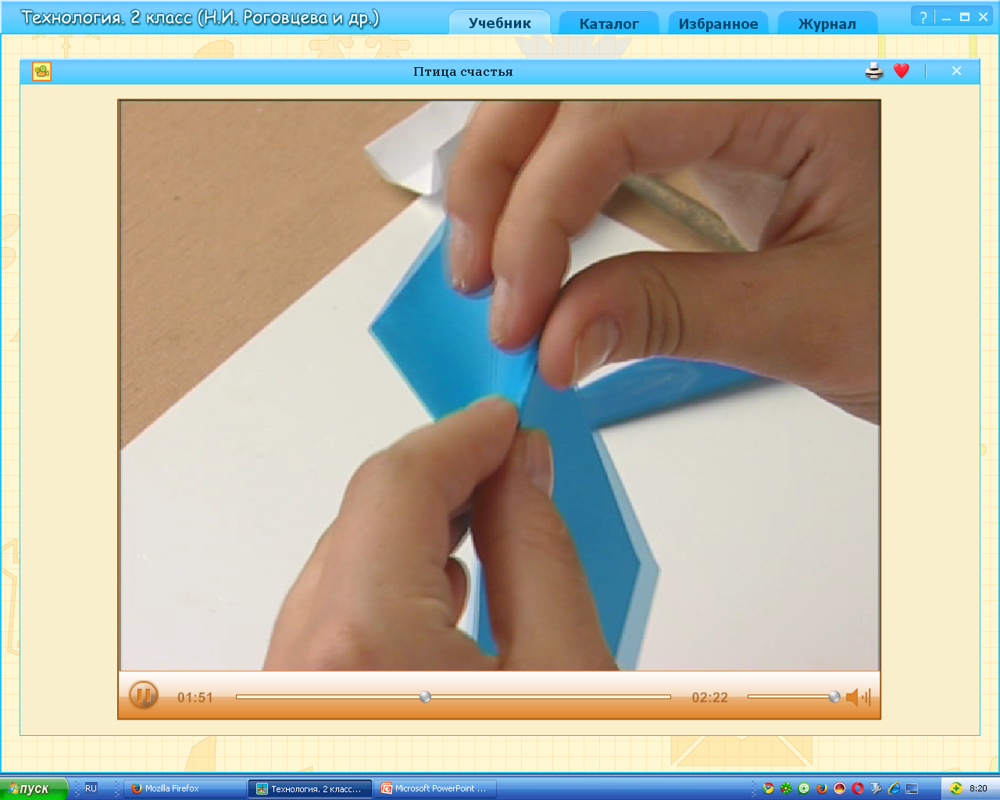 Технология. 2 класс (Н.И. Роговцева и др.)
Учебник
Каталог
Избранное
Журнал
?
Птица счастья
01:51
02:22
пуск
RU
Mozilla Firefox
Технология. 2 класс...
Microsoft PowerPoint ...
8:20